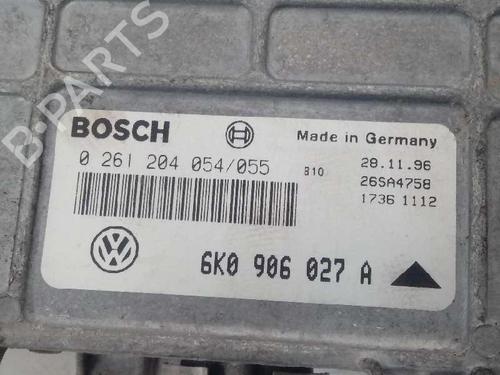 B-PARTS
BOSCH
Made in Germany
0 261 204 054/055
B10
28.11.96
26SA4758
1736 1112
6K0 906 027 A